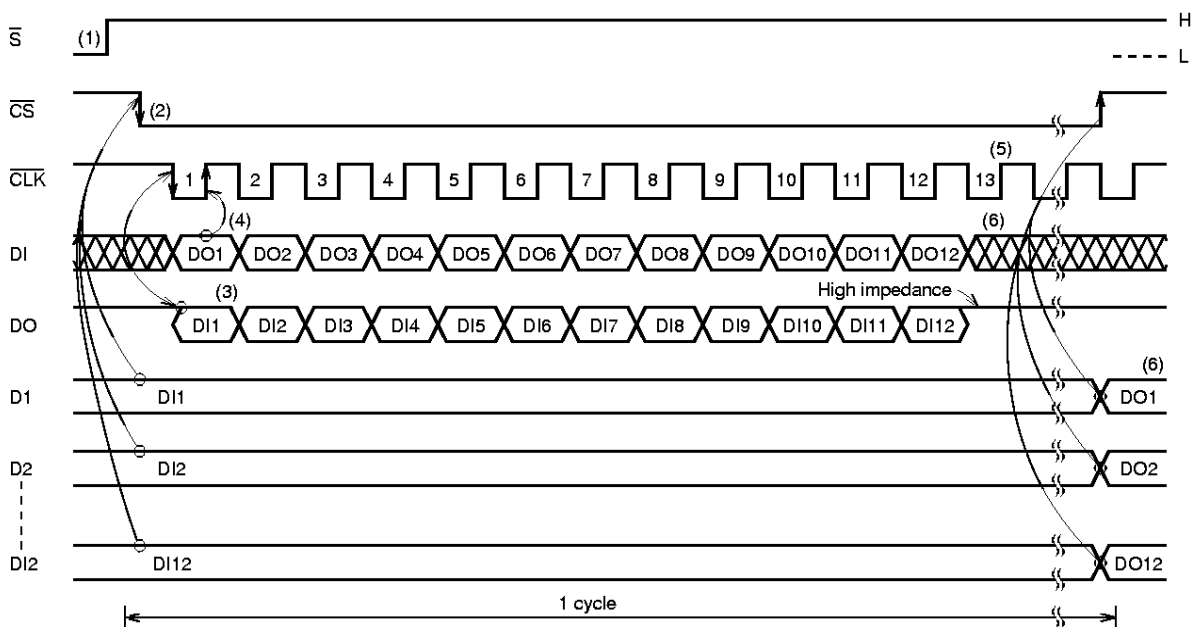 S (1) H
L
CS (2)
CLK 1 2 3 4 5 6 7 8 9 10 11 12 13 (5)
(4) (6)
DI DO1 DO2 DO3 DO4 DO5 DO6 DO7 DO8 DO9 DO10 DO11 DO12
(3) High impedance
DO DI1 DI2 DI3 DI4 DI5 DI6 DI7 DI8 DI9 DI10 DI11 DI12
(6)
D1 DI1 DO1
D2 DI2 DO2
DI2 DI12 DO12
1 cycle